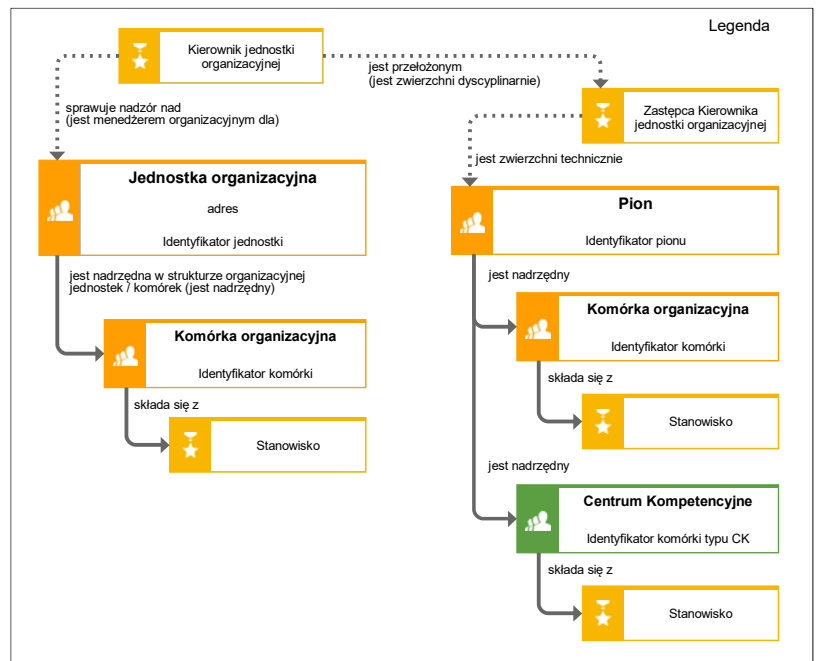 Legenda
Kierownik jednostki
organizacyjnej
jest przełożonym
(jest zwierzchni dyscyplinarnie)
sprawuje nadzór nad
(jest menedżerem organizacyjnym dla)
Zastępca Kierownika
jednostki organizacyjnej
jest zwierzchni technicznie
Jednostka organizacyjna
adres
Identyfikator jednostki
jest nadrzędna w strukturze organizacyjnej
jednostek / komórek (jest nadrzędny)
Komórka organizacyjna
Identyfikator komórki
składa się z
Stanowisko
Pion
Identyfikator pionu
jest nadrzędny
Komórka organizacyjna
Identyfikator komórki
składa się z
Stanowisko
jest nadrzędny
Centrum Kompetencyjne
Identyfikator komórki typu CK
składa się z
Stanowisko